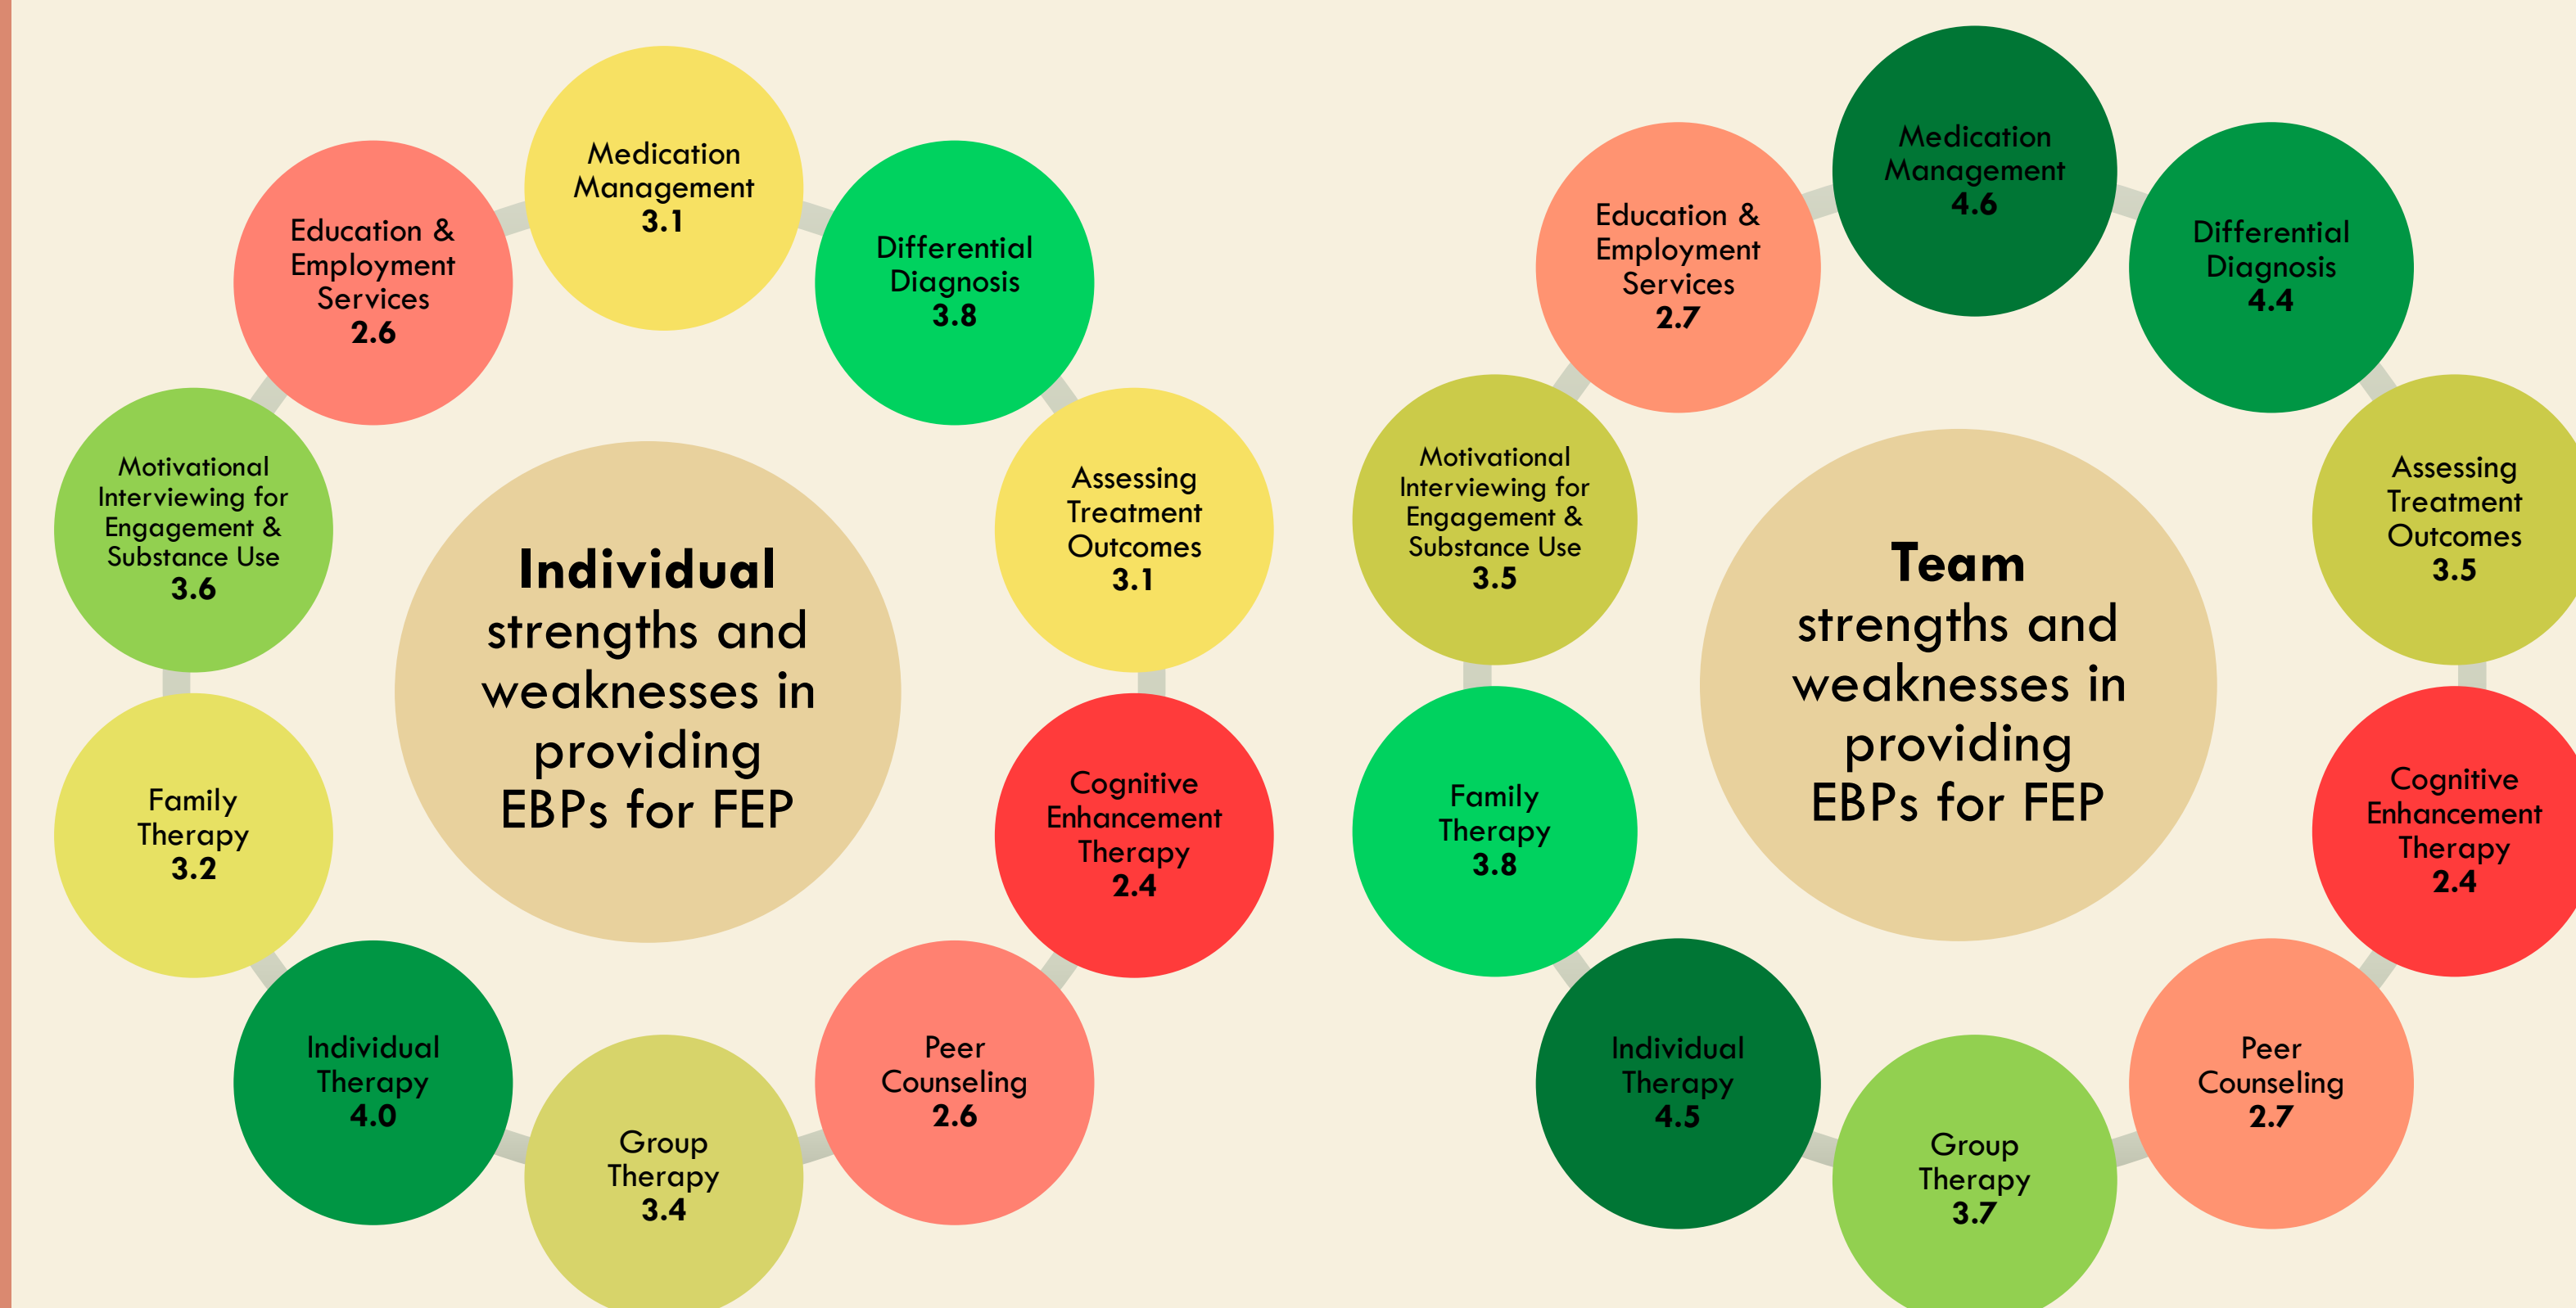 Individual
strengths and
weaknesses in
providing
EBPs for FEP
Medication
Management
3.1
Differential
Diagnosis
3.8
Assessing
Treatment
Outcomes
3.1
Cognitive
Enhancement
Therapy
2.4
Peer
Counseling
2.6
Group
Therapy
3.4
Individual
Therapy
4.0
Family
Therapy
3.2
Motivational
Interviewing for
Engagement &
Substance Use
3.6
Education &
Employment
Services
2.6
Team
strengths and
weaknesses in
providing
EBPs for FEP
Medication
Management
4.6
Differential
Diagnosis
4.4
Assessing
Treatment
Outcomes
3.5
Cognitive
Enhancement
Therapy
2.4
Peer
Counseling
2.7
Group
Therapy
3.7
Individual
Therapy
4.5
Family
Therapy
3.8
Motivational
Interviewing for
Engagement &
Substance Use
3.5
Education &
Employment
Services
2.7